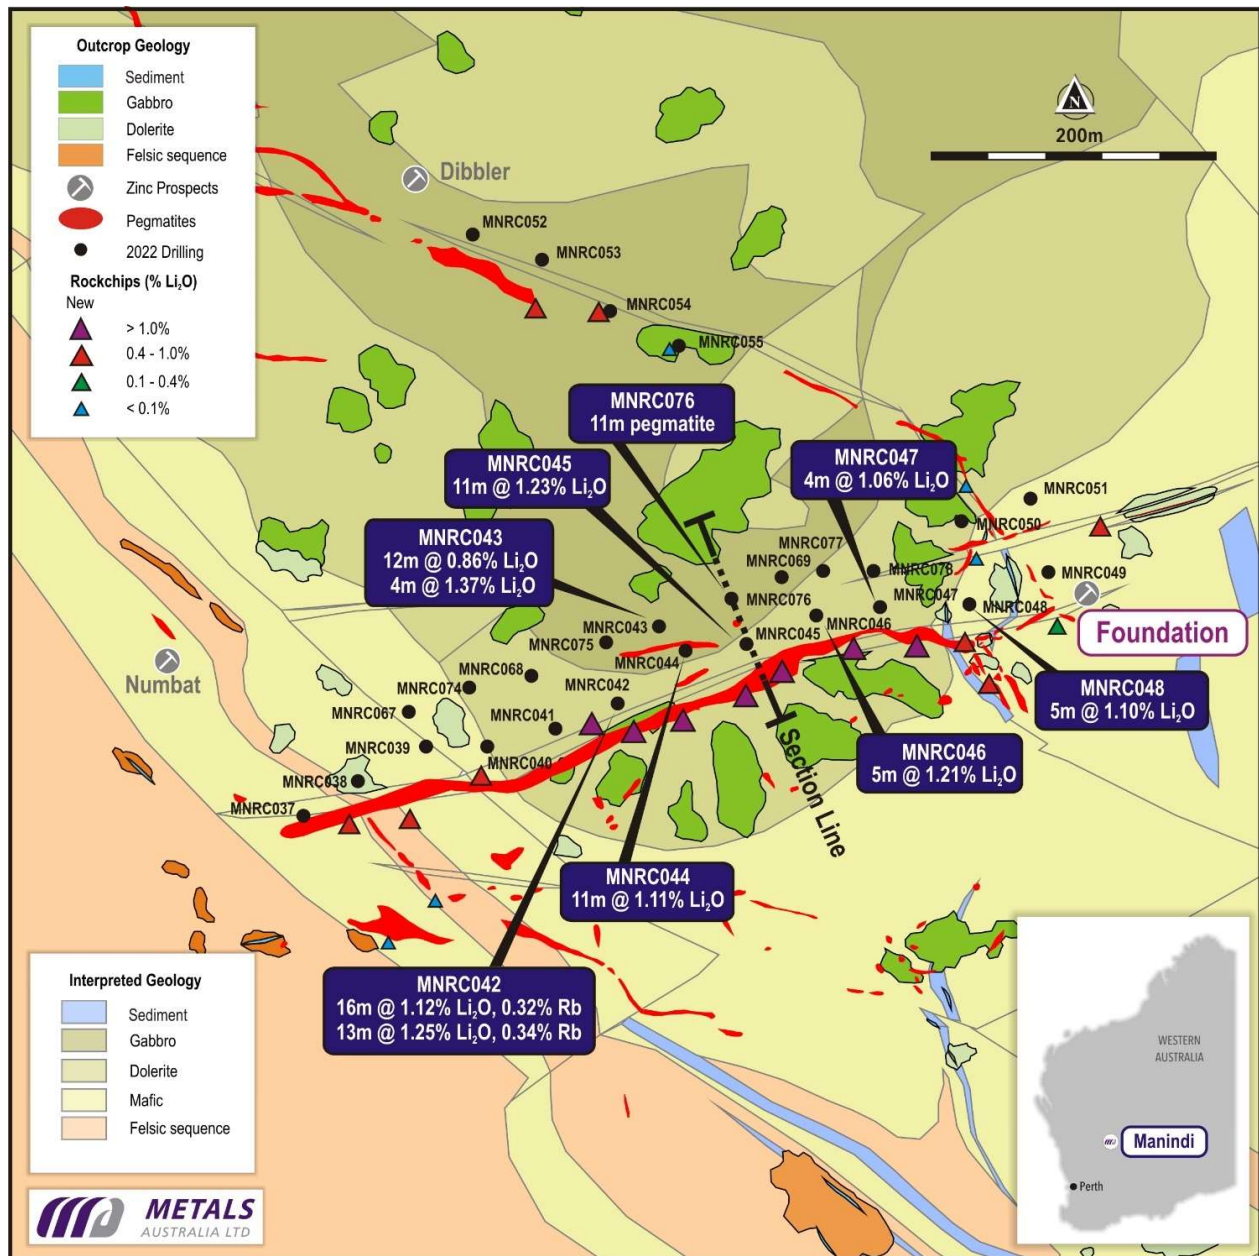 Outcrop Geology
Sediment
Gabbro
Dolerite
Felsic sequence
Zinc Prospects
Pegmatites
2022 Drilling
Rockchips (% Li₂O)
New
> 1.0%
0.4 - 1.0%
0.1 - 0.4%
< 0.1%
N
200m
Dibbler
MNRC052
MNRC053
MNRC054
MNRC055
MNRC076
11m pegmatite
MNRC045
11m @ 1.23% Li₂O
MNRC047
4m @ 1.06% Li₂O
MNRC043
12m @ 0.86% Li₂O
4m @ 1.37% Li₂O
MNRC051
MNRC050
MNRC077
MNRC069
MNRC078
MNRC049
MNRC076
MNRC047
MNRC048
MNRC046
MNRC045
MNRC043
MNRC075
MNRC044
Foundation
Numbat
MNRC068
MNRC074
MNRC042
MNRC067
MNRC041
MNRC039
MNRC040
MNRC038
MNRC037
MNRC048
5m @ 1.10% Li₂O
MNRC046
5m @ 1.21% Li₂O
Section Line
MNRC044
11m @ 1.11% Li₂O
MNRC042
16m @ 1.12% Li₂O, 0.32% Rb
13m @ 1.25% Li₂O, 0.34% Rb
Interpreted Geology
Sediment
Gabbro
Dolerite
Mafic
Felsic sequence
METALS
AUSTRALIA LTD
WESTERN
AUSTRALIA
Manindi
Perth